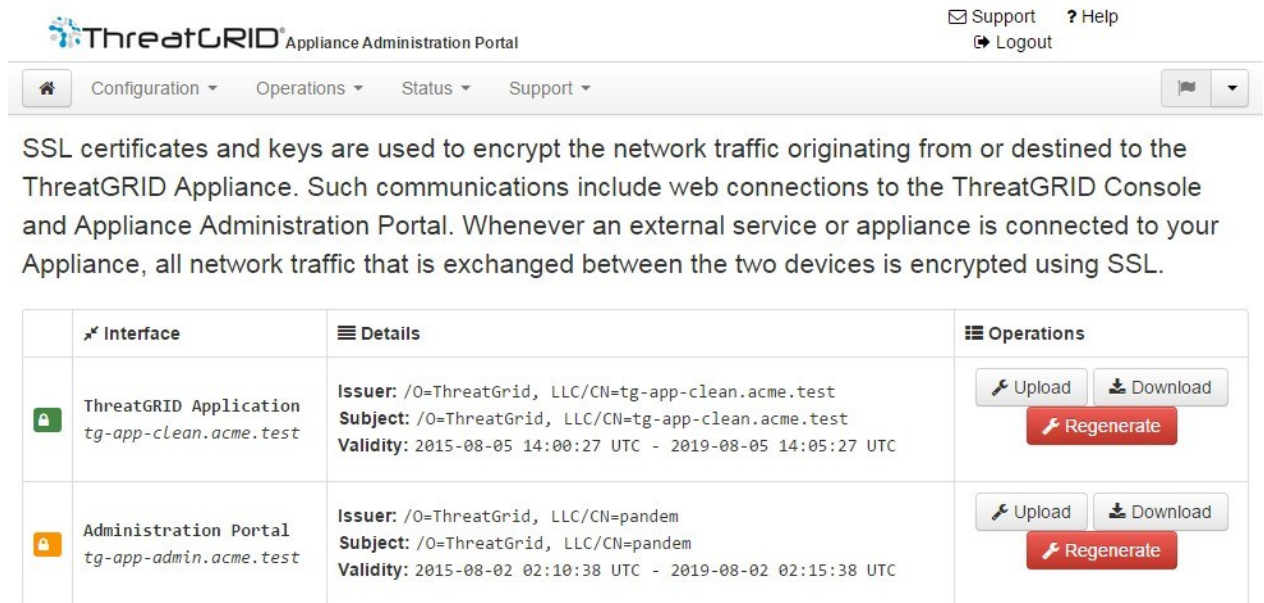 Support ? Help
ThreatGRID® Appliance Administration Portal
Logout
Configuration Operations Status Support
SSL certificates and keys are used to encrypt the network traffic originating from or destined to the
ThreatGRID Appliance. Such communications include web connections to the ThreatGRID Console
and Appliance Administration Portal. Whenever an external service or appliance is connected to your
Appliance, all network traffic that is exchanged between the two devices is encrypted using SSL.
Interface Details Operations
ThreatGRID Application
tg-app-clean.acme.test
Issuer: /O=ThreatGrid, LLC/CN=tg-app-clean.acme.test
Subject: /O=ThreatGrid, LLC/CN=tg-app-clean.acme.test
Validity: 2015-08-05 14:00:27 UTC - 2019-08-05 14:05:27 UTC
Upload Download
Regenerate
Administration Portal
tg-app-admin.acme.test
Issuer: /O=ThreatGrid, LLC/CN=pandem
Subject: /O=ThreatGrid, LLC/CN=pandem
Validity: 2015-08-02 02:10:38 UTC - 2019-08-02 02:15:38 UTC
Upload Download
Regenerate